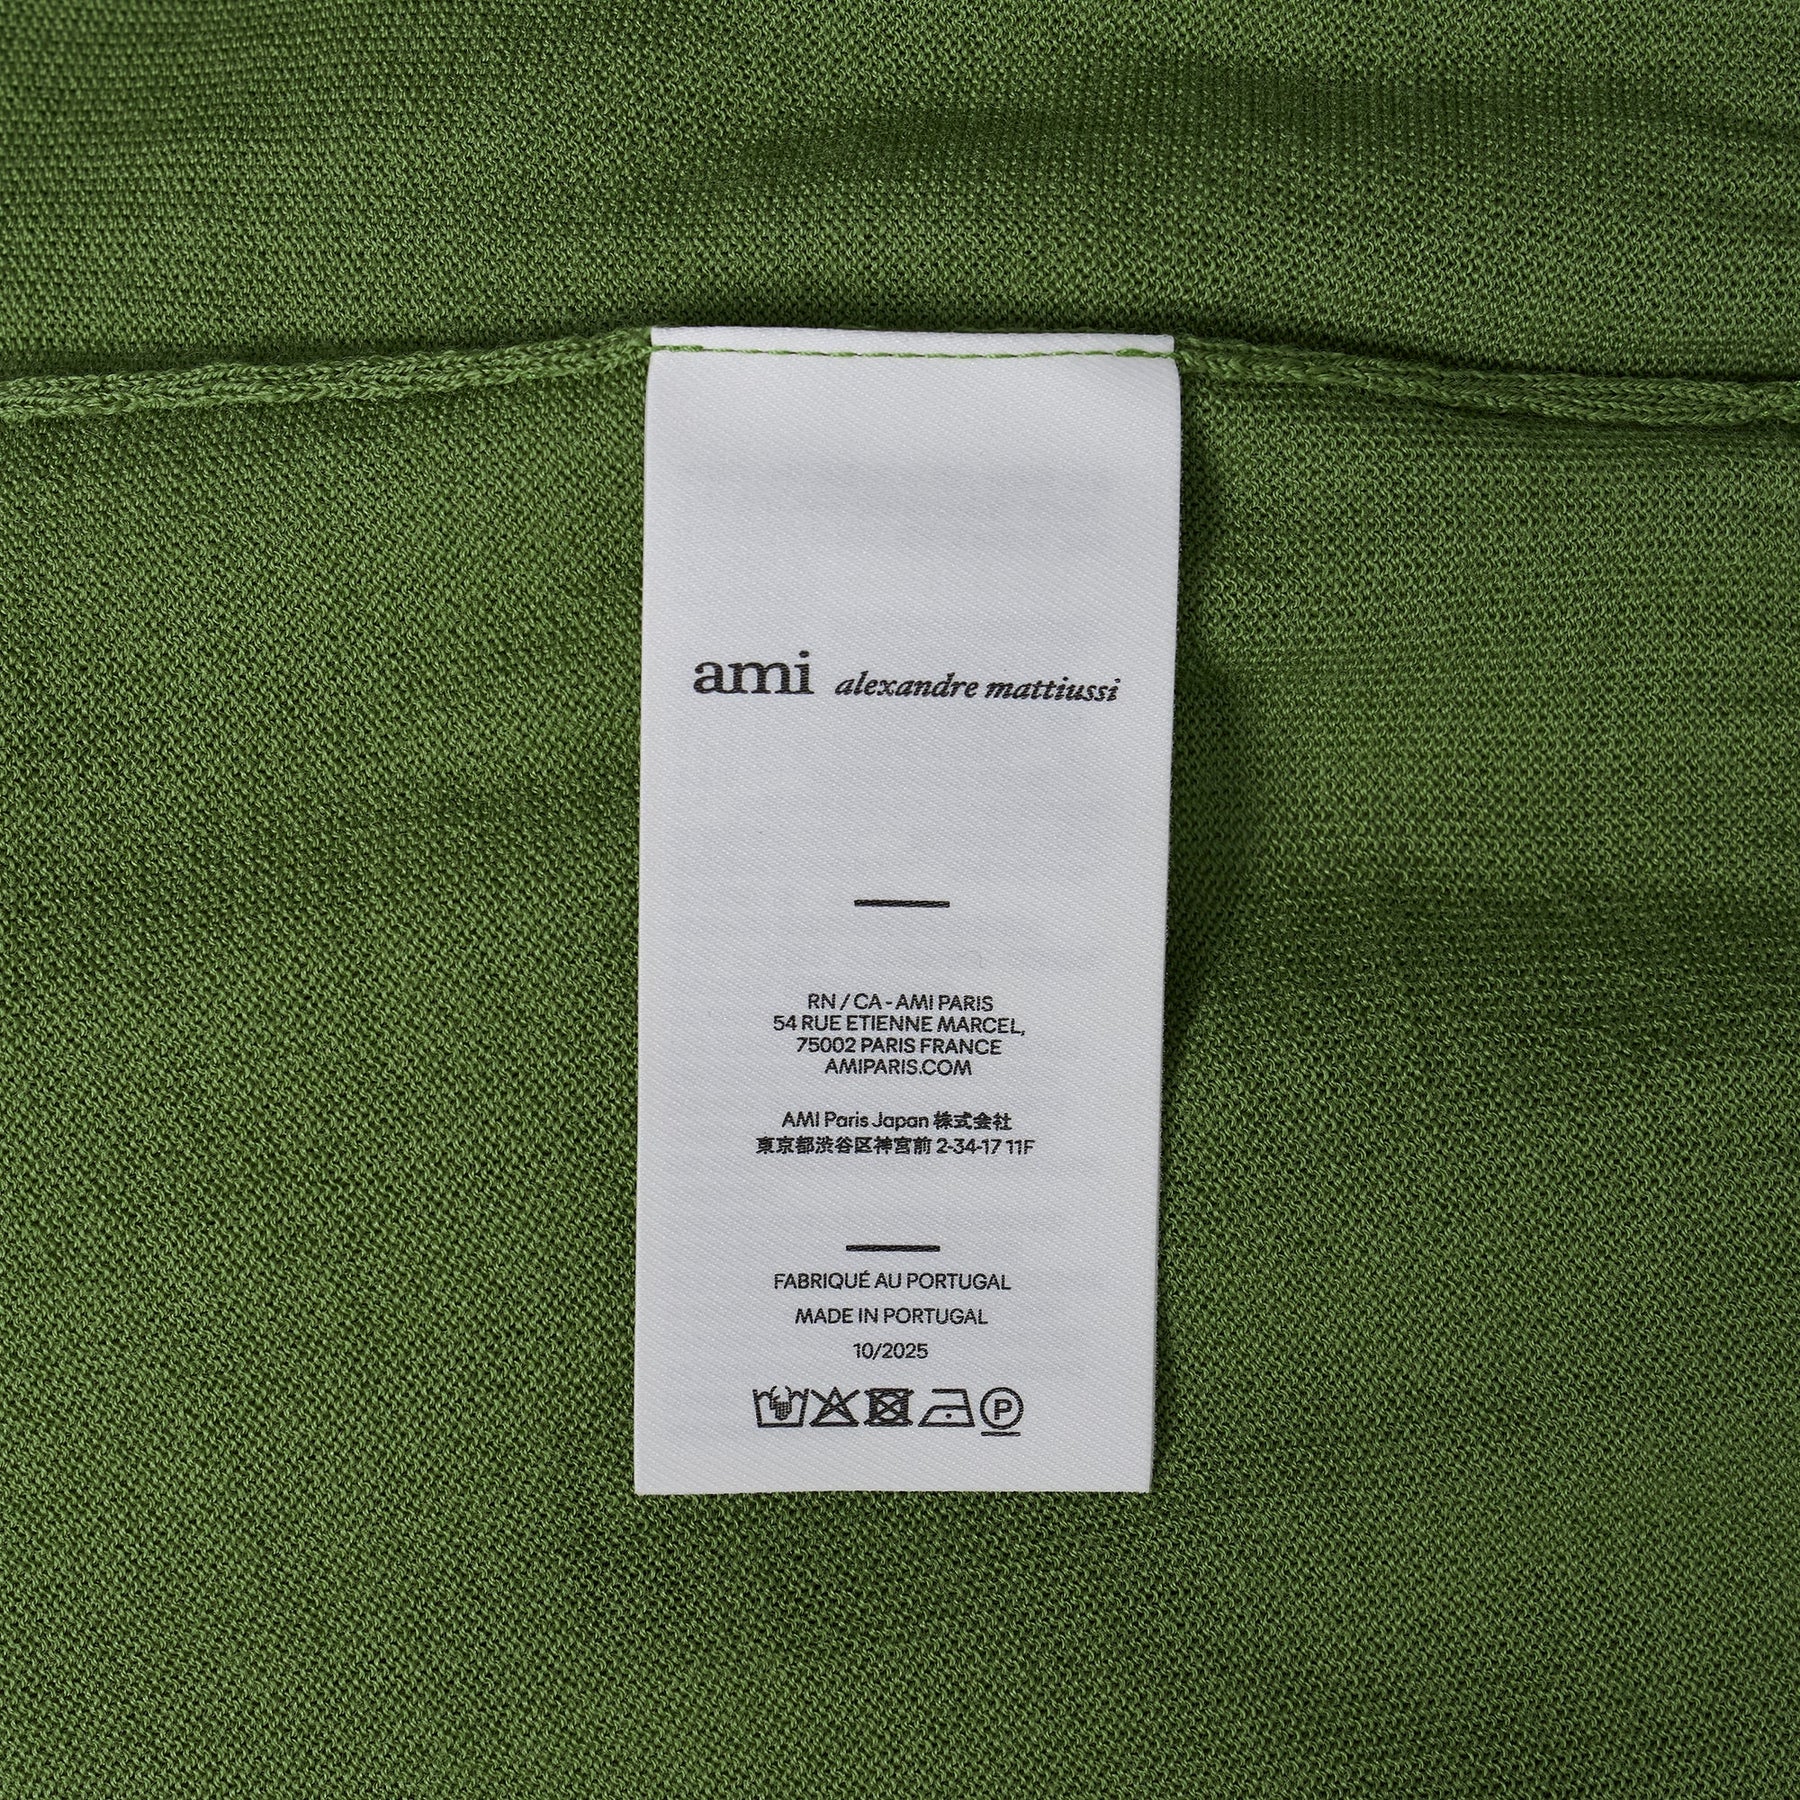 ami alexandre mattiussi
RN / CA - AMI PARIS
54 RUE ETIENNE MARCEL,
75002 PARIS FRANCE
AMIPARIS.COM
AMI Paris Japan 株式会社
東京都渋谷区神宮前 2-34-17 11F
FABRIQUÉ AU PORTUGAL
MADE IN PORTUGAL
10/2025
P